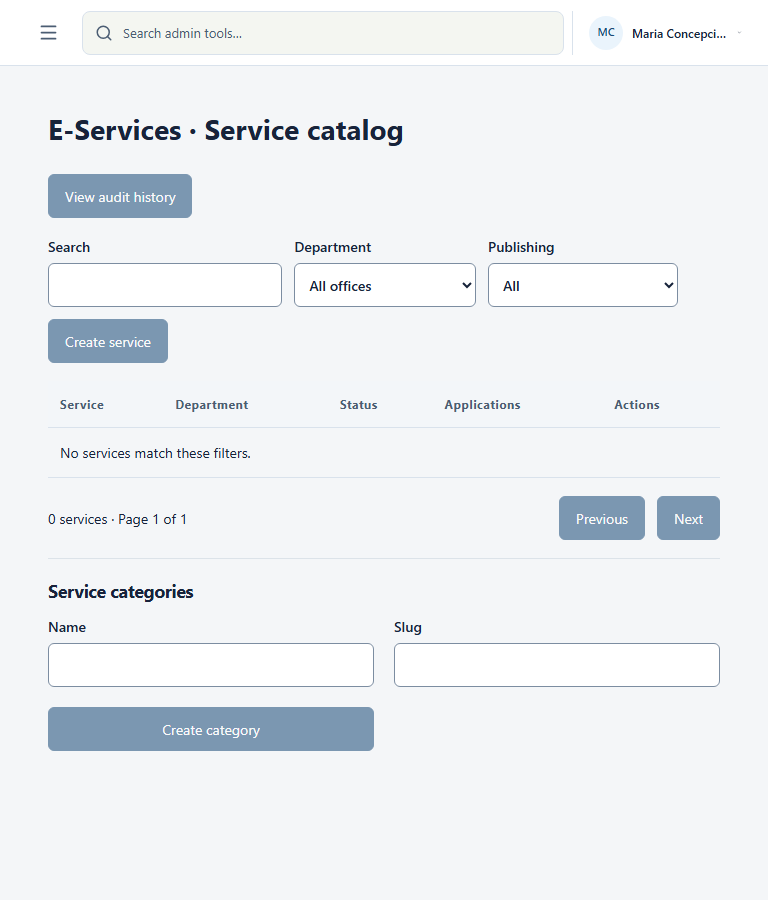 Search admin tools...
MC
Maria Concepci...
E-Services · Service catalog
View audit history
Search
Department
Publishing
All offices
All
Create service
Service Department Status Applications Actions
No services match these filters.
0 services · Page 1 of 1
Previous
Next
Service categories
Name
Slug
Create category